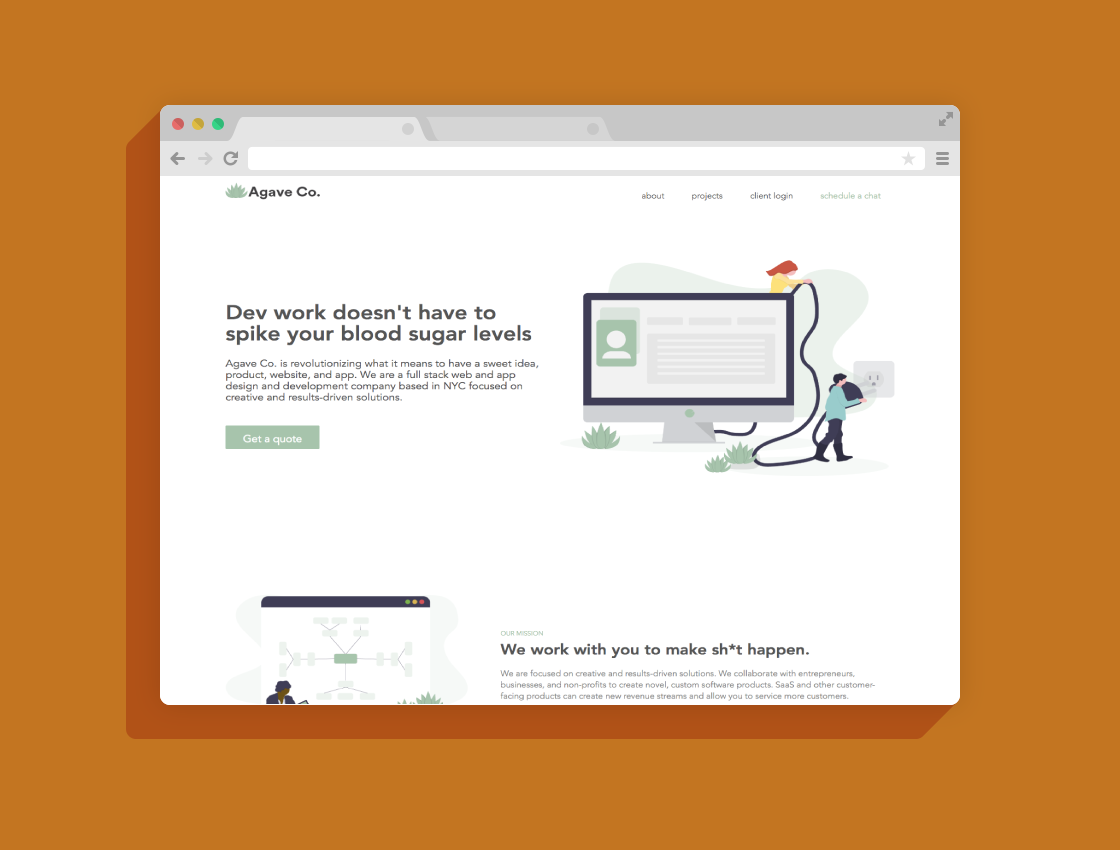 Agave Co.
about projects client login schedule a chat
Dev work doesn't have to
spike your blood sugar levels
Agave Co. is revolutionizing what it means to have a sweet idea,
product, website, and app. We are a full stack web and app
design and development company based in NYC focused on
creative and results-driven solutions.
Get a quote
OUR MISSION
We work with you to make sh*t happen.
We are focused on creative and results-driven solutions. We collaborate with entrepreneurs,
businesses, and non-profits to create novel, custom software products. SaaS and other customer-
facing products can create new revenue streams and allow you to service more customers.